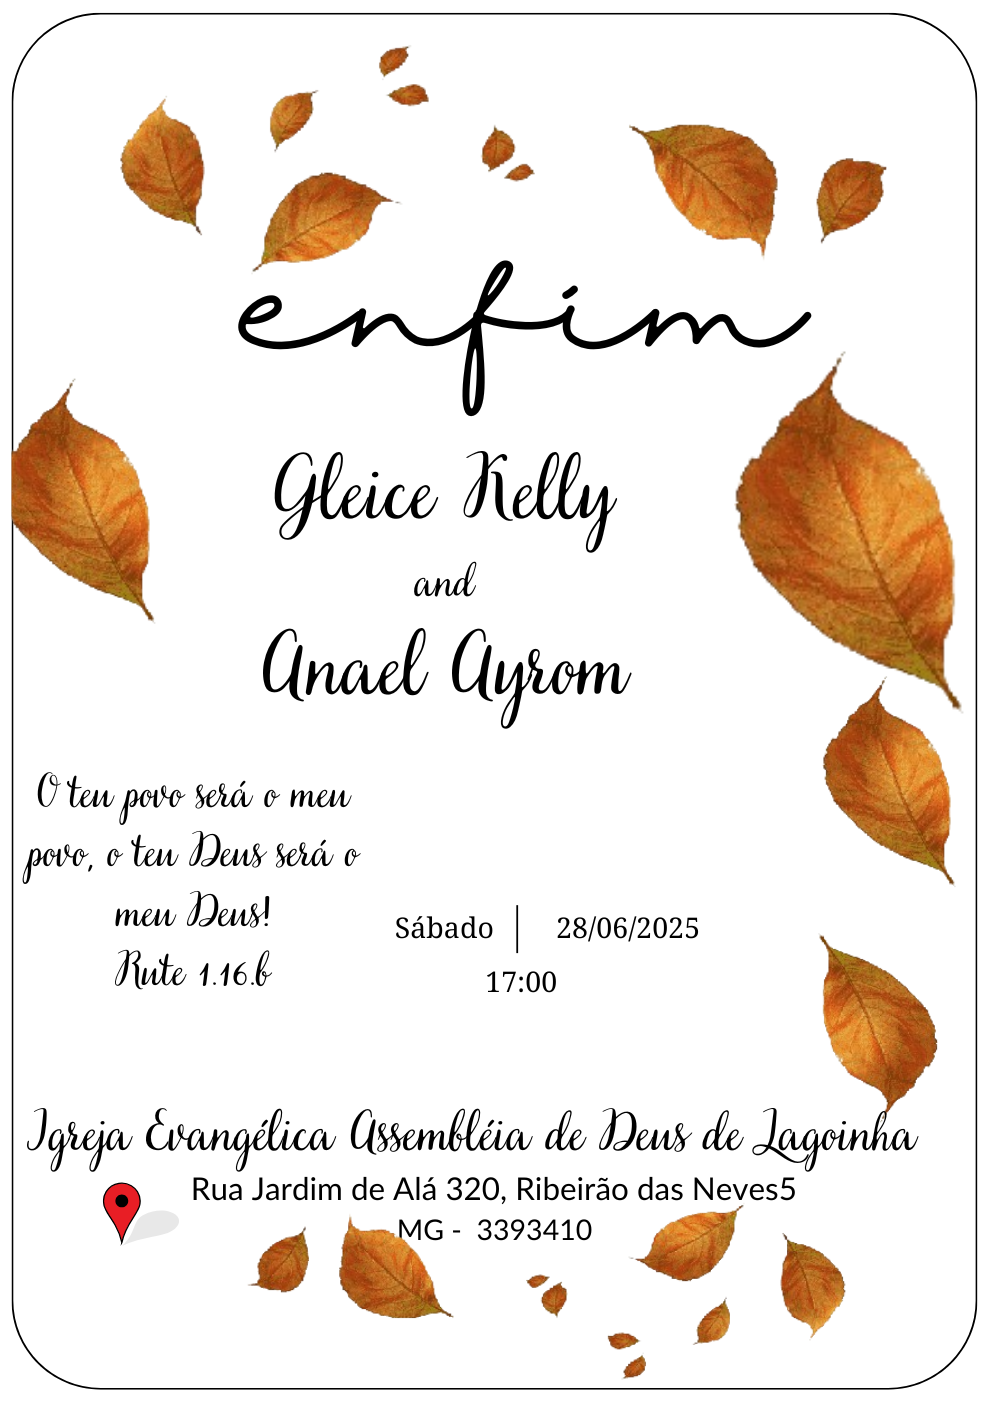 enfim
Gleice Kelly
and
Anael Ayrom
O teu povo será o meu
povo, o teu Deus será o
meu Deus!
Rute 1.16.b
Sábado | 28/06/2025
17:00
Igreja Evangélica Assembléia de Deus de Lagoinha
Rua Jardim de Alá 320, Ribeirão das Neves5
MG - 3393410